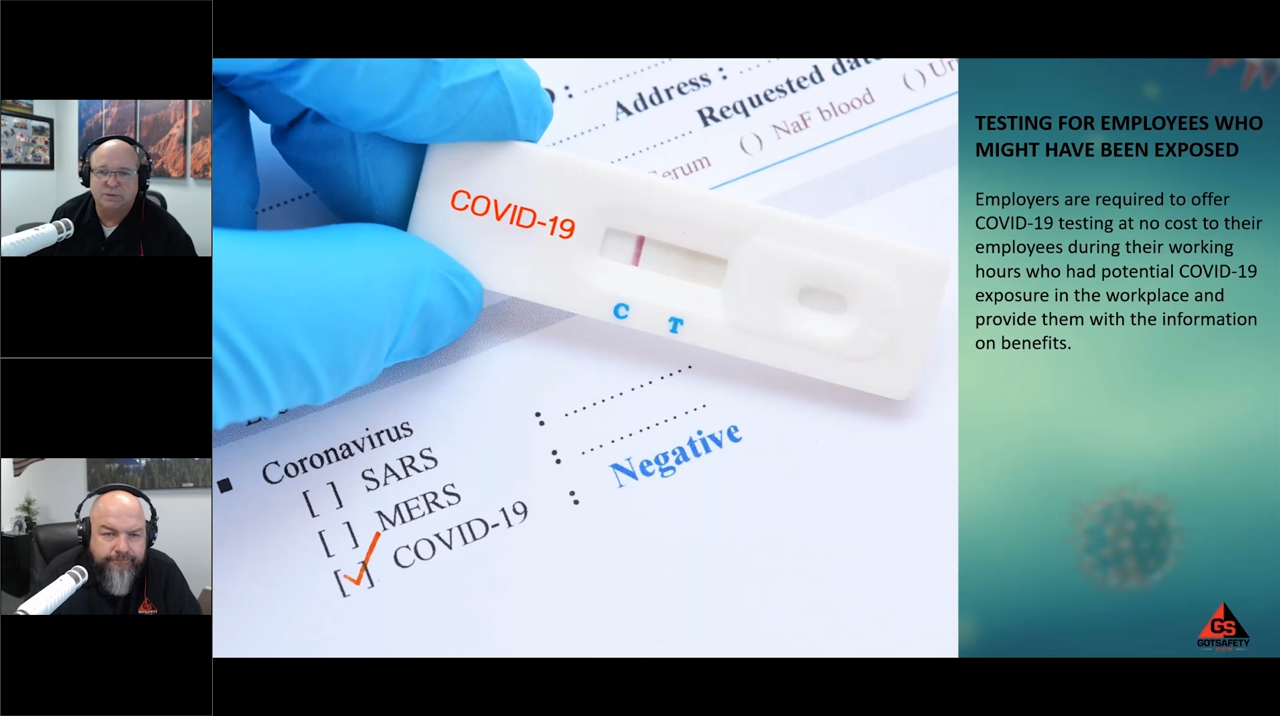 Address :
Requested
( ) NaF blood
COVID-19
C T
Coronavirus
[ ] SARS
[ ] MERS
[✓] COVID-19 : Negative
TESTING FOR EMPLOYEES WHO
MIGHT HAVE BEEN EXPOSED
Employers are required to offer
COVID-19 testing at no cost to their
employees during their working
hours who had potential COVID-19
exposure in the workplace and
provide them with the information
on benefits.
GS
GOTSAFETY